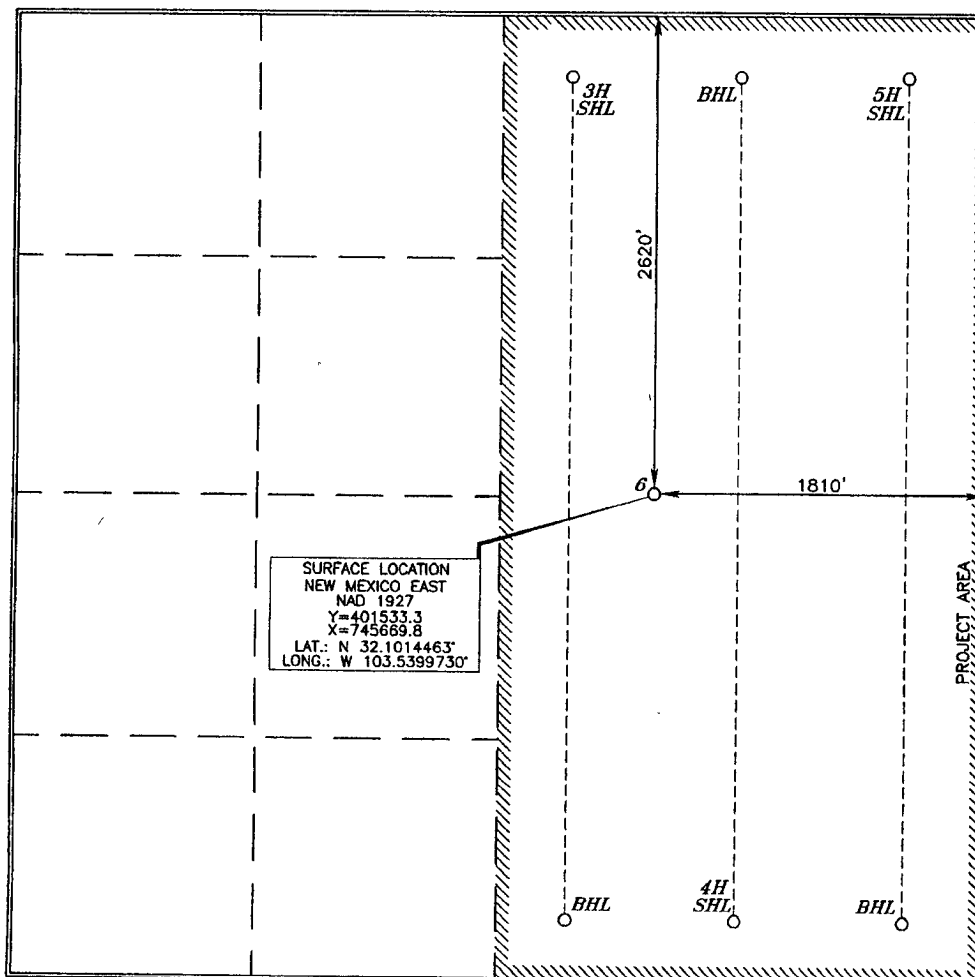 3H
SHL
BHL
5H
SHL
2620'
6
1810'
SURFACE LOCATION
NEW MEXICO EAST
NAD 1927
Y=401533.3
X=745669.8
LAT.: N 32.1014463°
LONG.: W 103.5399730°
PROJECT AREA
BHL
4H
SHL
BHL